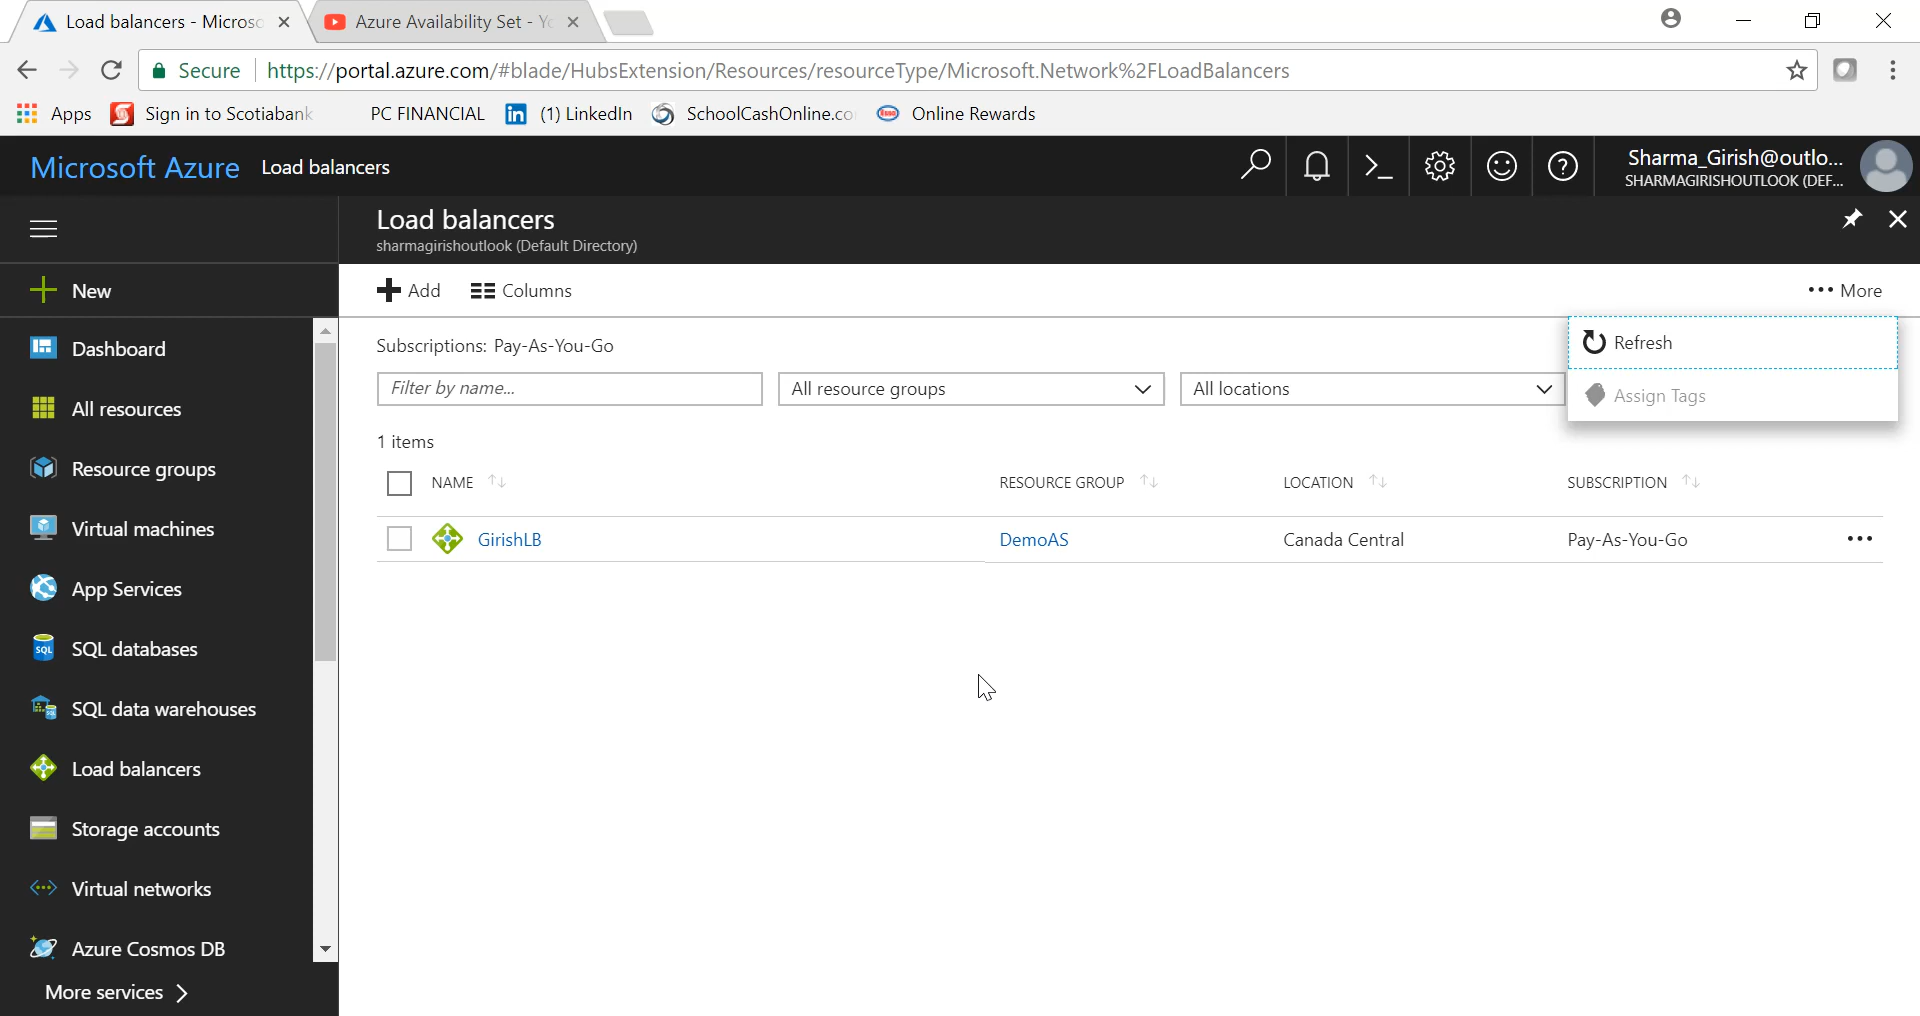 Load balancers - Micros
Azure Availability Set - Yo
Secure https://portal.azure.com/#blade/HubsExtension/Resources/resourceType/Microsoft.Network%2FLoadBalancers
Apps Sign in to Scotiabank PC FINANCIAL (1) LinkedIn SchoolCashOnline.co Esso Online Rewards
Microsoft Azure Load balancers
Sharma_Girish@outlo...
SHARMAGIRISHOUTLOOK (DEF...
Load balancers
sharmagirishoutlook (Default Directory)
New
Add Columns More
Dashboard
All resources
Resource groups
Virtual machines
App Services
SQL databases
SQL data warehouses
Load balancers
Storage accounts
Virtual networks
Azure Cosmos DB
More services
Subscriptions: Pay-As-You-Go
Refresh
Assign Tags
Filter by name... All resource groups All locations
1 items
NAME RESOURCE GROUP LOCATION SUBSCRIPTION
GirishLB DemoAS Canada Central Pay-As-You-Go